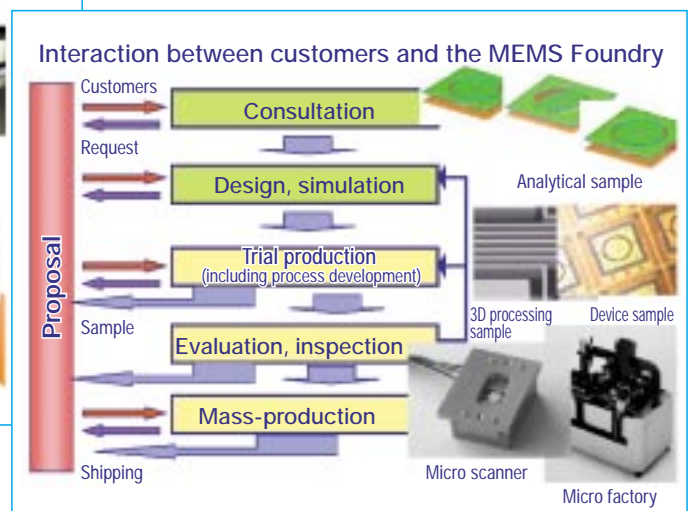 Interaction between customers and the MEMS Foundry
Customers
Consultation
Request
Design, simulation
Analytical sample
Proposal
Trial production
(including process development)
3D processing
sample
Device sample
Sample
Evaluation, inspection
Mass-production
Shipping
Micro scanner
Micro factory